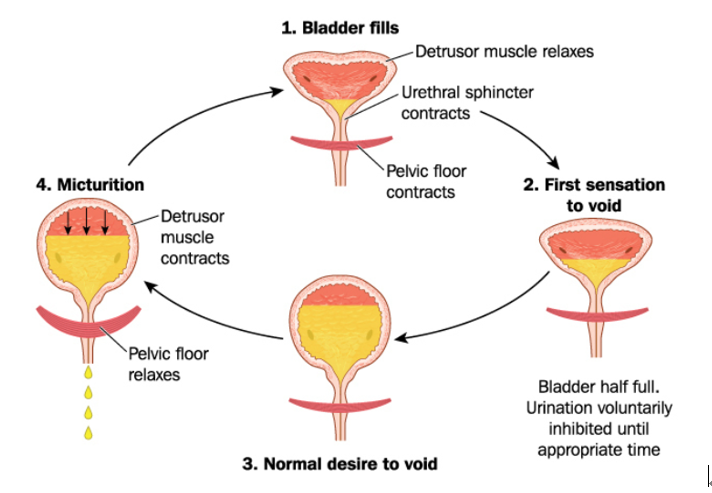 1. Bladder fills
Detrusor muscle relaxes
Urethral sphincter
contracts
Pelvic floor
contracts
2. First sensation
to void
Bladder half full.
Urination voluntarily
inhibited until
appropriate time
3. Normal desire to void
4. Micturition
Detrusor
muscle
contracts
Pelvic floor
relaxes